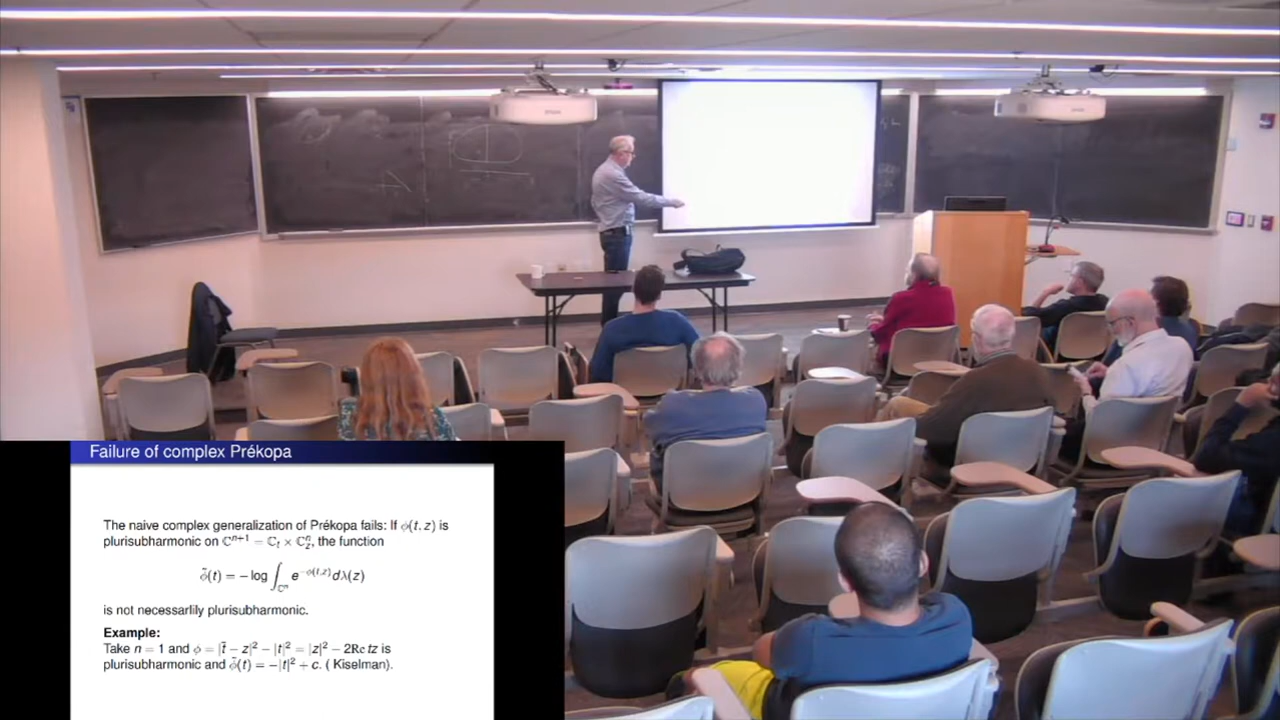 Failure of complex Prékopa
The naive complex generalization of Prékopa fails: If ϕ(t, z) is
plurisubharmonic on ℂⁿ⁺¹ = ℂₜ × ℂⁿ_z, the function
ϕ̃(t) = − log ∫_ℂⁿ e^{−ϕ(t,z)} dλ(z)
is not necessarlily plurisubharmonic.
Example:
Take n = 1 and ϕ = |t̄ − z|² − |t|² = |z|² − 2Re tz is
plurisubharmonic and ϕ̃(t) = −|t|² + c. ( Kiselman).